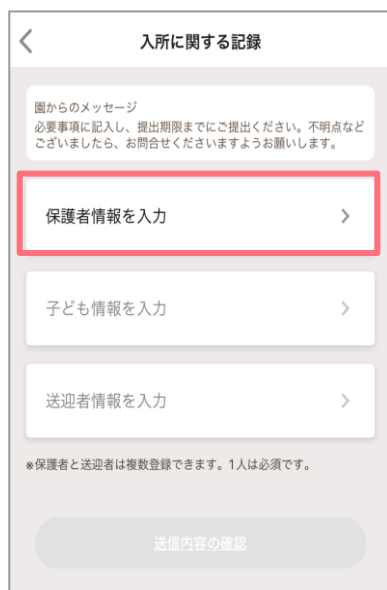 入所に関する記録
園からのメッセージ
必要事項に記入し、提出期限までにご提出ください。不明点など
ございましたら、お問合せくださいますようお願いします。
保護者情報を入力
子ども情報を入力
送迎者情報を入力
※保護者と送迎者は複数登録できます。1人は必須です。
送信内容の確認